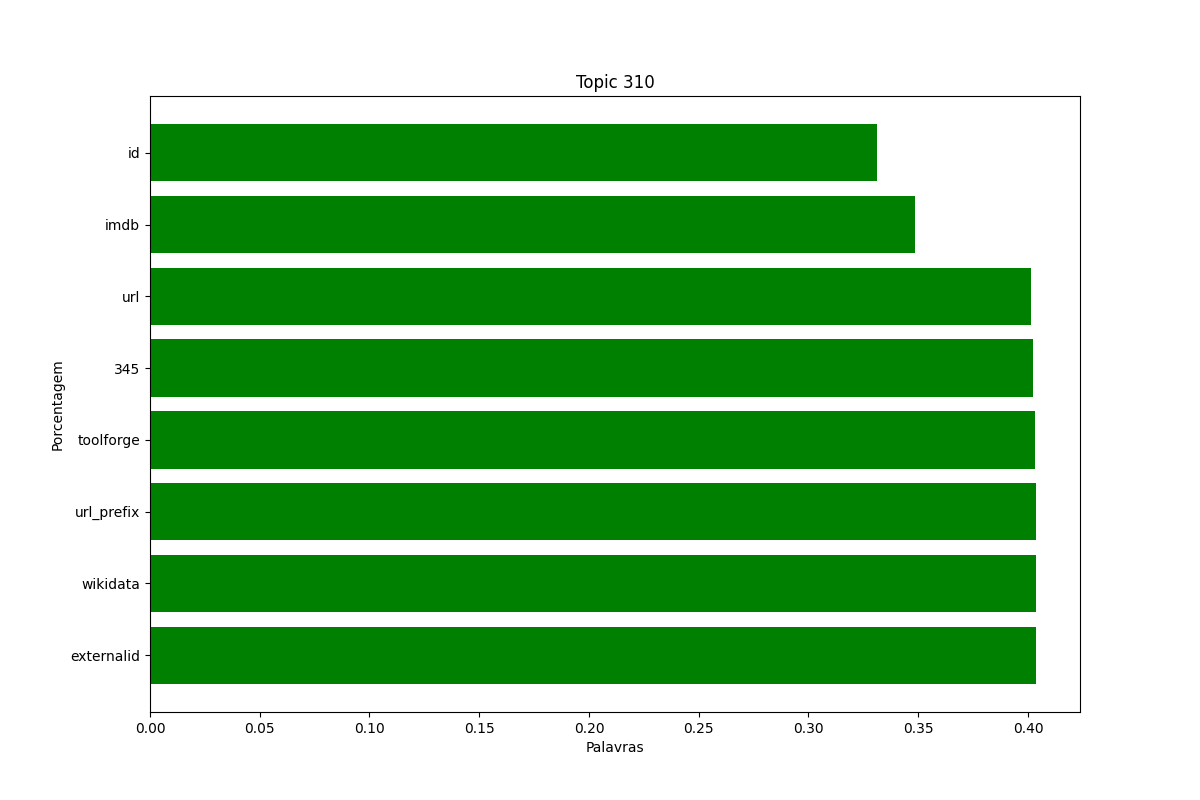 Topic 310
id
imdb
url
345
toolforge
url_prefix
wikidata
externalid
Porcentagem
0.00 0.05 0.10 0.15 0.20 0.25 0.30 0.35 0.40
Palavras